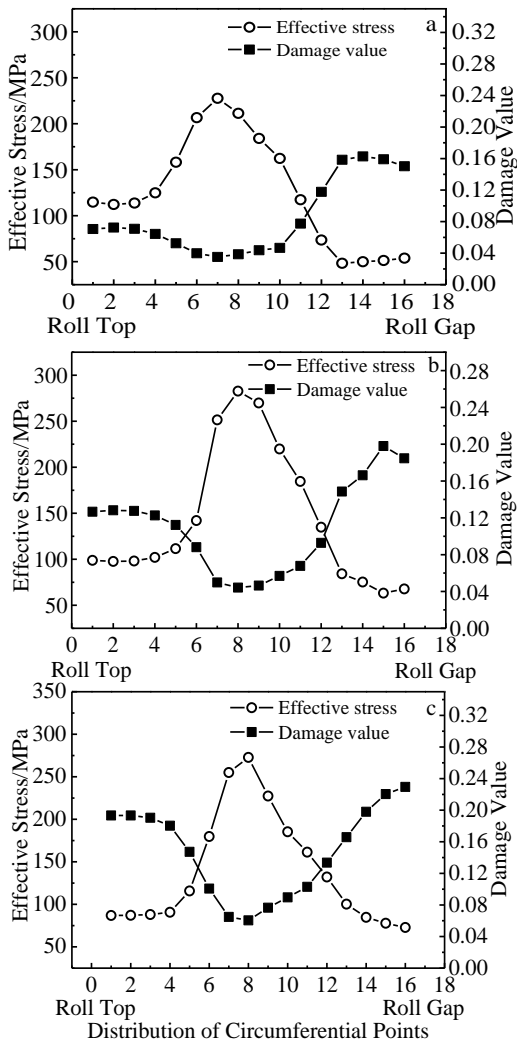 a
Effective stress
Damage value
Effective Stress/MPa
325
300
250
200
150
100
50
Damage Value
0.32
0.28
0.24
0.20
0.16
0.12
0.08
0.04
0.00
0 2 4 6 8 10 12 14 16 18
Roll Top Roll Gap
b
Effective stress
Damage value
Effective Stress/MPa
300
250
200
150
100
50
Damage Value
0.28
0.24
0.20
0.16
0.12
0.08
0.04
0.00
0 2 4 6 8 10 12 14 16 18
Roll Top Roll Gap
c
Effective stress
Damage value
Effective Stress/MPa
350
300
250
200
150
100
50
Damage Value
0.32
0.28
0.24
0.20
0.16
0.12
0.08
0.04
0.00
0 2 4 6 8 10 12 14 16 18
Roll Top Roll Gap
Distribution of Circumferential Points